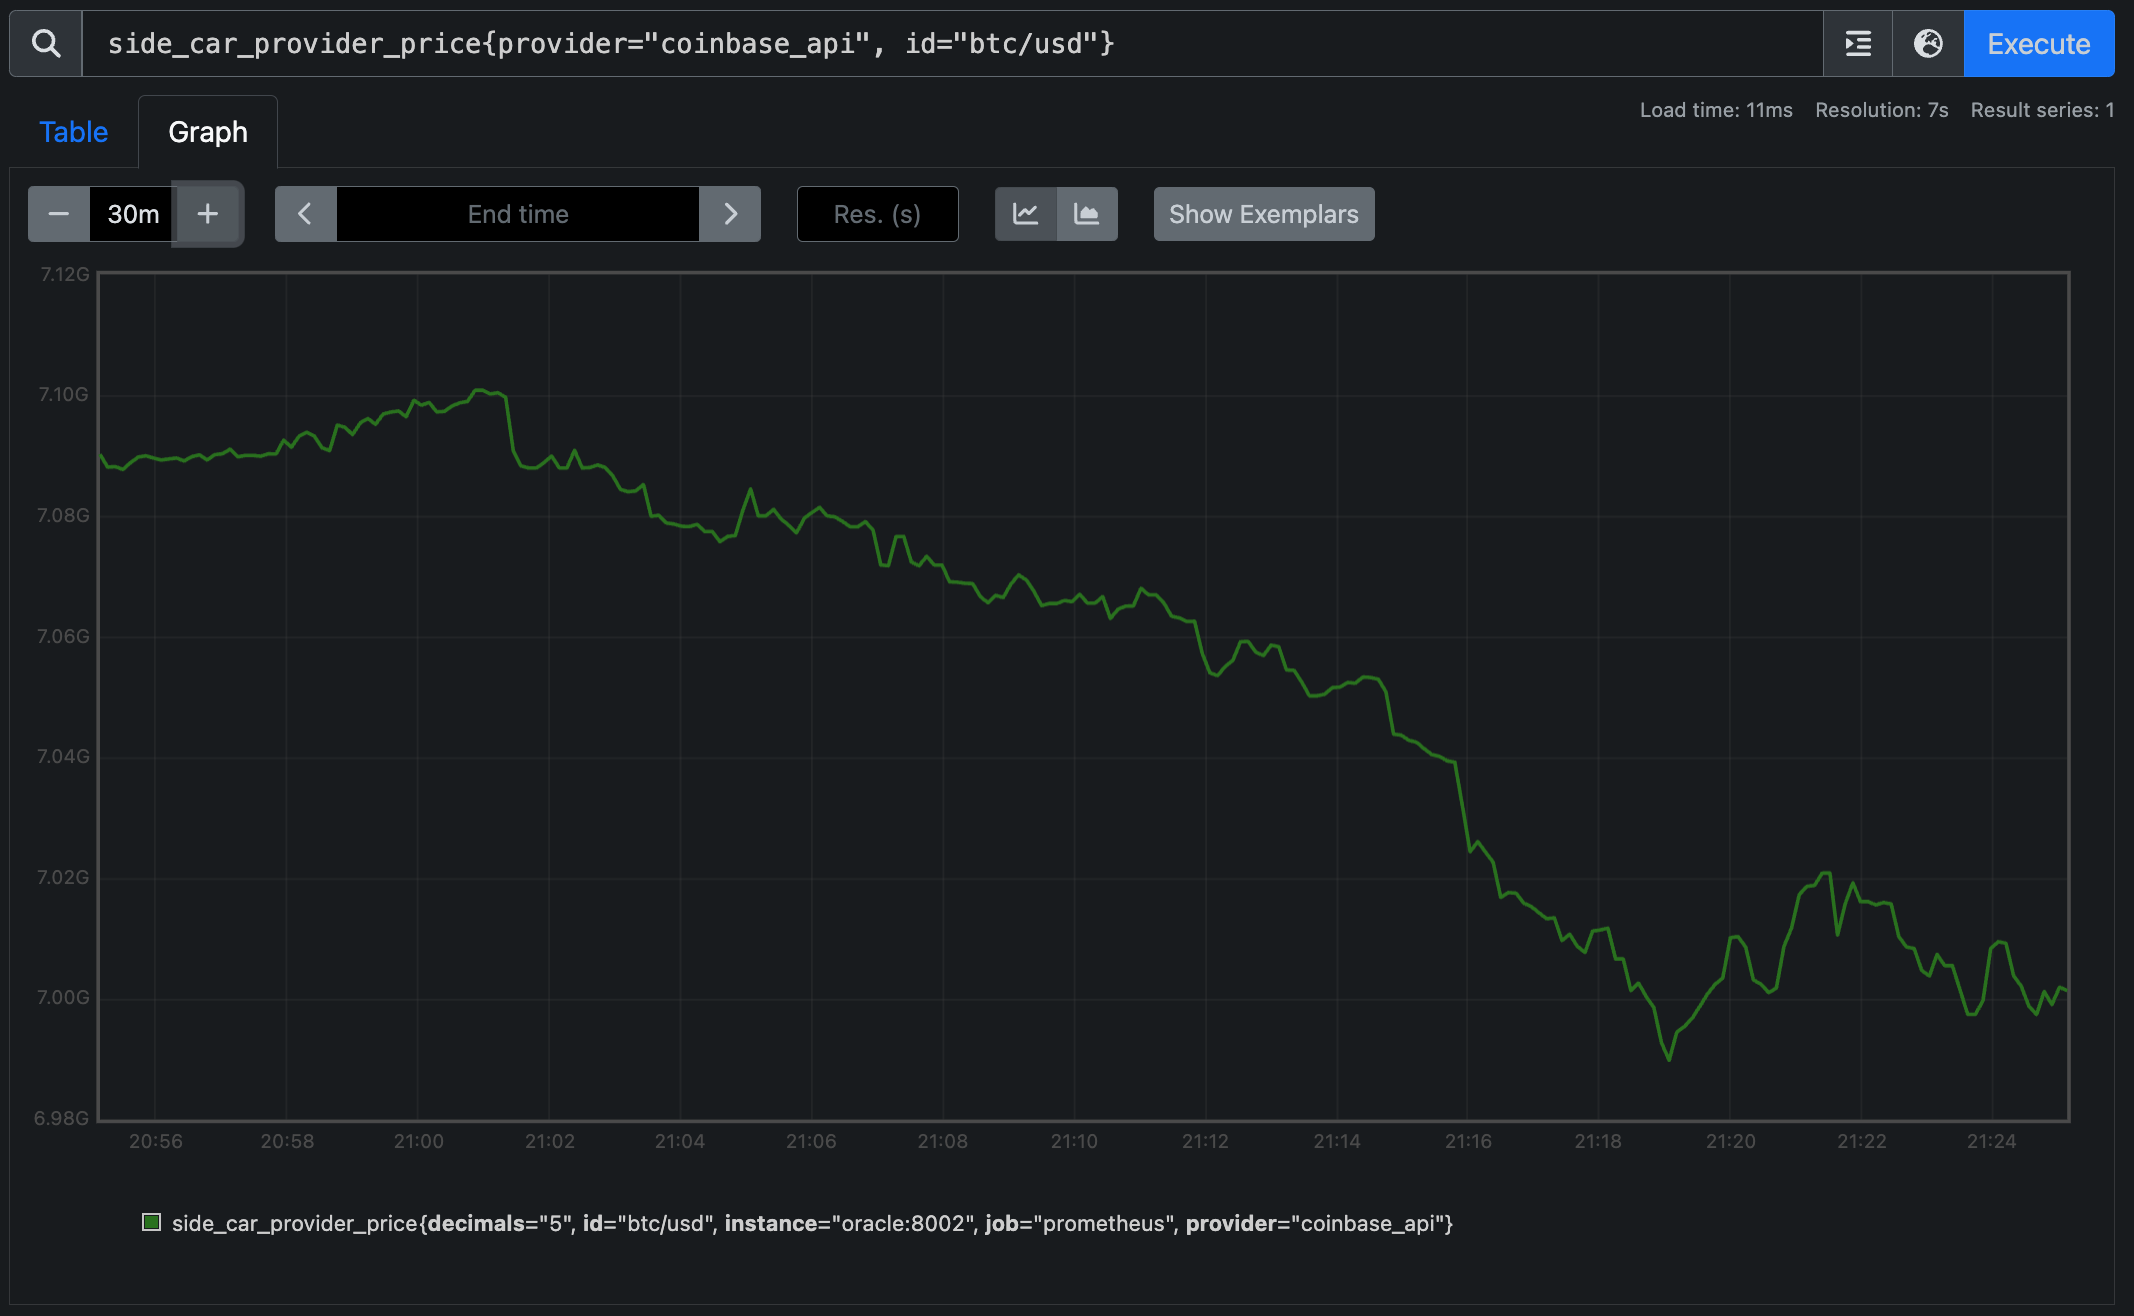 side_car_provider_price{provider="coinbase_api", id="btc/usd"}
Execute
Table
Graph
Load time: 11ms Resolution: 7s Result series: 1
30m
End time
Res. (s)
Show Exemplars
7.12G
7.10G
7.08G
7.06G
7.04G
7.02G
7.00G
6.98G
20:56 20:58 21:00 21:02 21:04 21:06 21:08 21:10 21:12 21:14 21:16 21:18 21:20 21:22 21:24
side_car_provider_price{decimals="5", id="btc/usd", instance="oracle:8002", job="prometheus", provider="coinbase_api"}